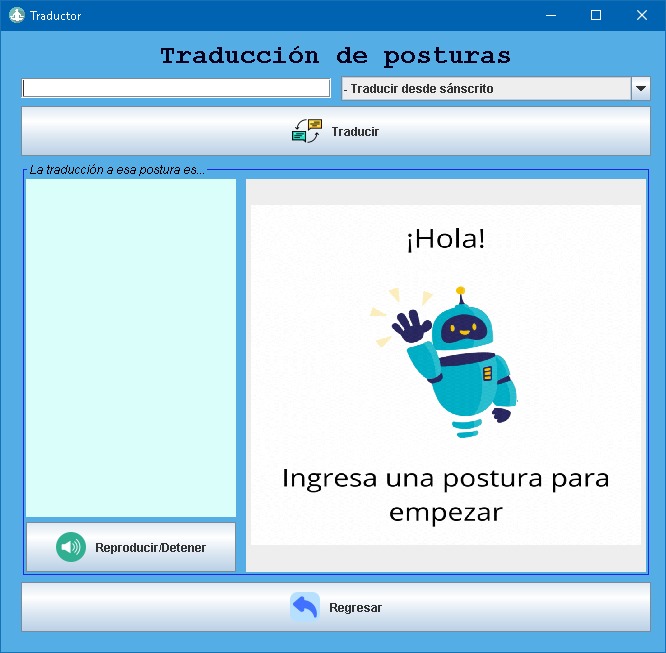 Traductor
Traducción de posturas
- Traducir desde sánscrito
Traducir
La traducción a esa postura es...
¡Hola!
Ingresa una postura para
empezar
Reproducir/Detener
Regresar